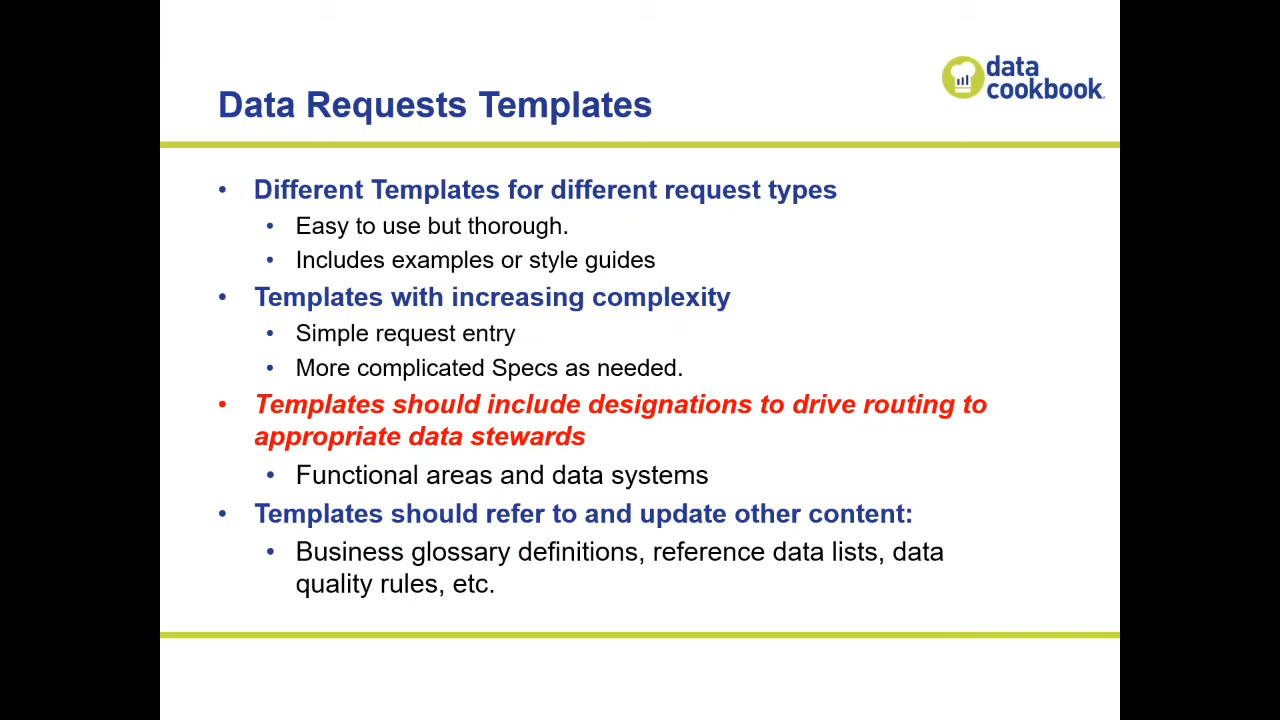 data
cookbook
Data Requests Templates
• Different Templates for different request types
• Easy to use but thorough.
• Includes examples or style guides
• Templates with increasing complexity
• Simple request entry
• More complicated Specs as needed.
• Templates should include designations to drive routing to
appropriate data stewards
• Functional areas and data systems
• Templates should refer to and update other content:
• Business glossary definitions, reference data lists, data
quality rules, etc.